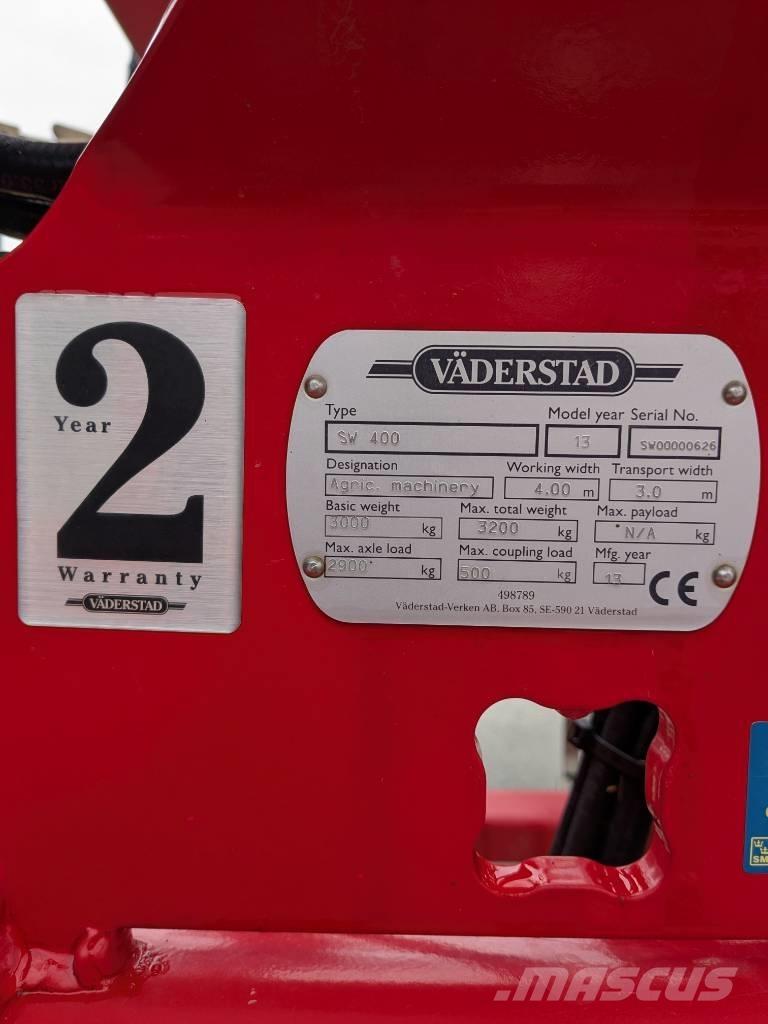 2
Year
Warranty
VÄDERSTAD
VÄDERSTAD
Type Model year Serial No.
SW 400 13 SW00000626
Designation Working width Transport width
Agric. machinery 4.00 m 3.0 m
Basic weight Max. total weight Max. payload
3000 kg 3200 kg N/A kg
Max. axle load Max. coupling load Mfg. year
2900 kg 500 kg 13 CE
498789
Väderstad-Verken AB. Box 85, SE-590 21 Väderstad
SM
MASCUS